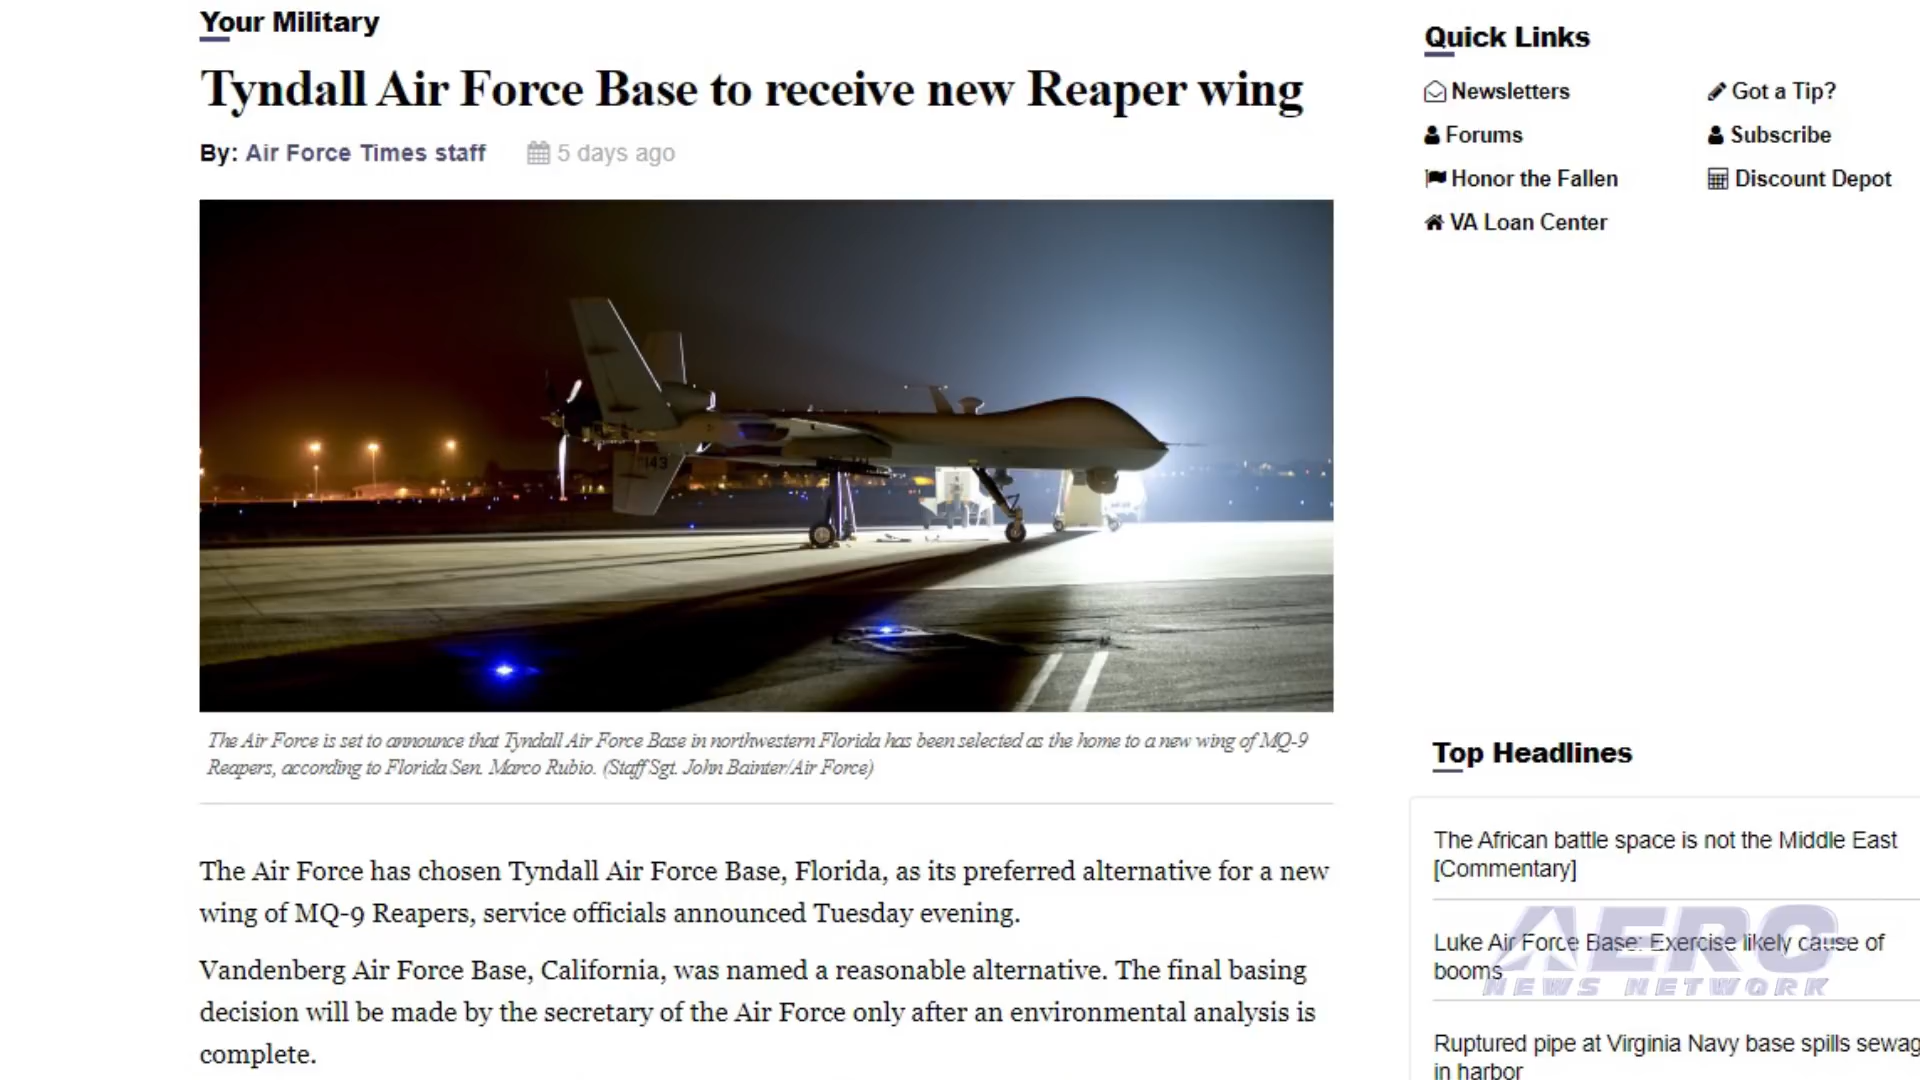 Your Military
Tyndall Air Force Base to receive new Reaper wing
By: Air Force Times staff 5 days ago
143
The Air Force is set to announce that Tyndall Air Force Base in northwestern Florida has been selected as the home to a new wing of MQ-9
Reapers, according to Florida Sen. Marco Rubio. (Staff Sgt. John Bainter/Air Force)
The Air Force has chosen Tyndall Air Force Base, Florida, as its preferred alternative for a new
wing of MQ-9 Reapers, service officials announced Tuesday evening.
Vandenberg Air Force Base, California, was named a reasonable alternative. The final basing
decision will be made by the secretary of the Air Force only after an environmental analysis is
complete.
Quick Links
Newsletters Got a Tip?
Forums Subscribe
Honor the Fallen Discount Depot
VA Loan Center
Top Headlines
The African battle space is not the Middle East
[Commentary]
Luke Air Force Base: Exercise likely cause of
booms
Ruptured pipe at Virginia Navy base spills sewag
in harbor
AERO
NEWS NETWORK